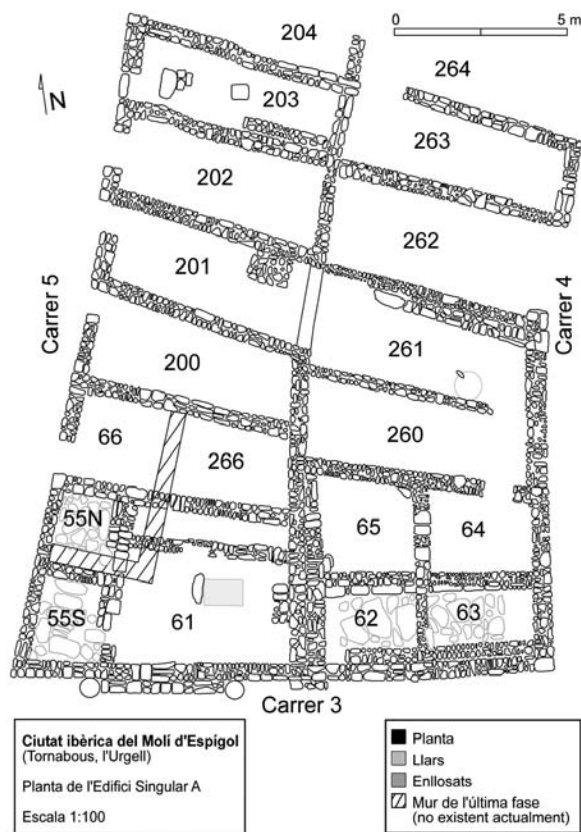 0 5 m
204
264
N
203
263
202
262
201
Carrer 5
Carrer 4
261
200
260
66
266
65
64
55N
55S
61
62
63
Carrer 3
Ciutat ibèrica del Molí d'Espígol
(Tornabous, l'Urgell)
Planta de l'Edifici Singular A
Escala 1:100
Planta
Llars
Enllosats
Mur de l'última fase
(no existent actualment)